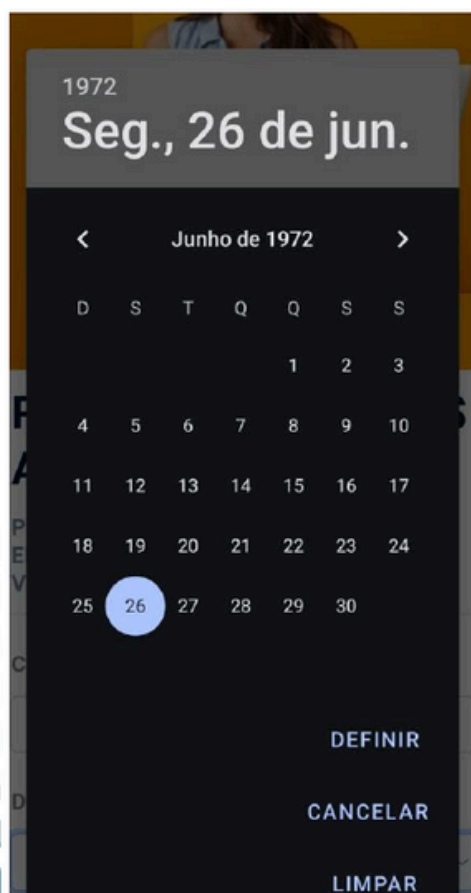 1972
Seg., 26 de jun.
Junho de 1972
D S T Q Q S S
1 2 3
4 5 6 7 8 9 10
11 12 13 14 15 16 17
18 19 20 21 22 23 24
25 26 27 28 29 30
DEFINIR
CANCELAR
LIMPAR